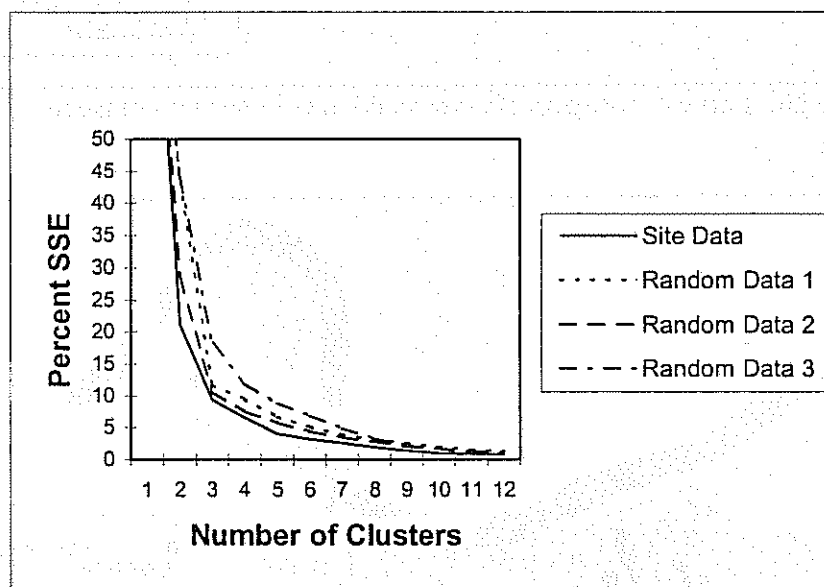 50
45
40
35
30
25
20
15
10
5
0
Percent SSE
1 2 3 4 5 6 7 8 9 10 11 12
Number of Clusters
Site Data
Random Data 1
Random Data 2
Random Data 3